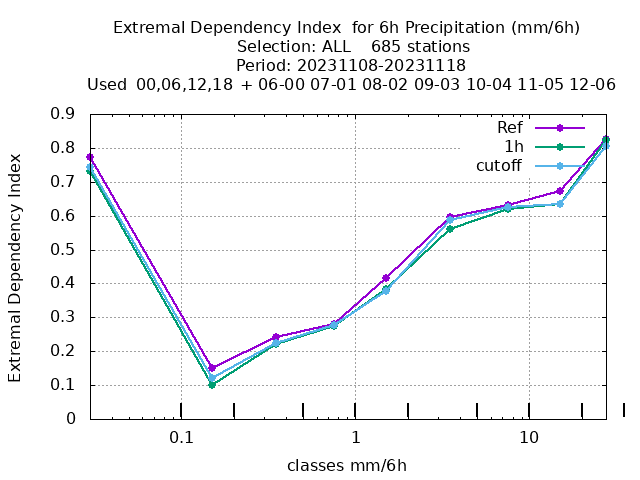 Extremal Dependency Index  for 6h Precipitation (mm/6h)
Selection: ALL    685 stations
Period: 20231108-20231118
Used  00,06,12,18  + 06-00 07-01 08-02 09-03 10-04 11-05 12-06
Ref
1h
cutoff
0.9
0.8
0.7
0.6
0.5
0.4
0.3
0.2
0.1
0
Extremal Dependency Index
0.1 1 10
classes mm/6h